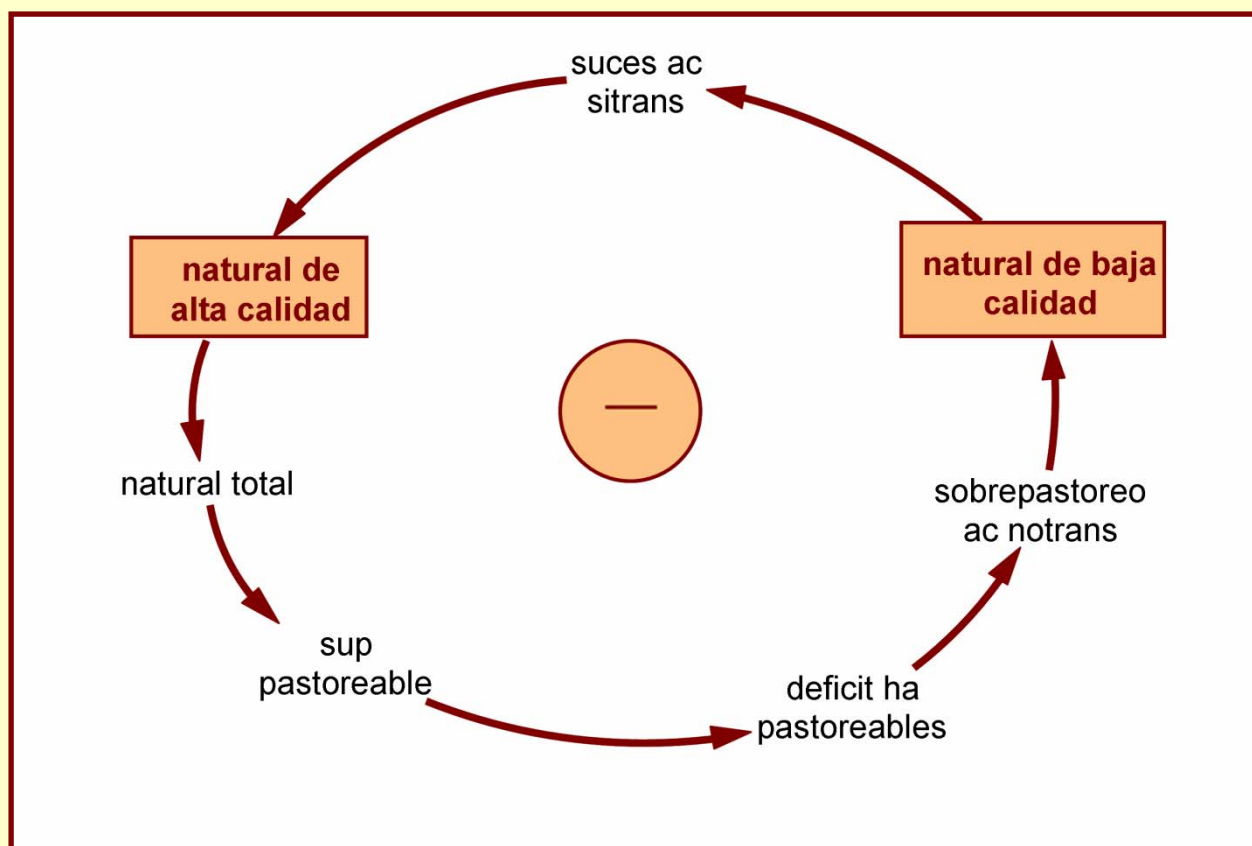 suces ac
sitrans
natural de
alta calidad
natural de baja
calidad
—
natural total
sobrepastoreo
ac notrans
sup
pastoreable
deficit ha
pastoreables